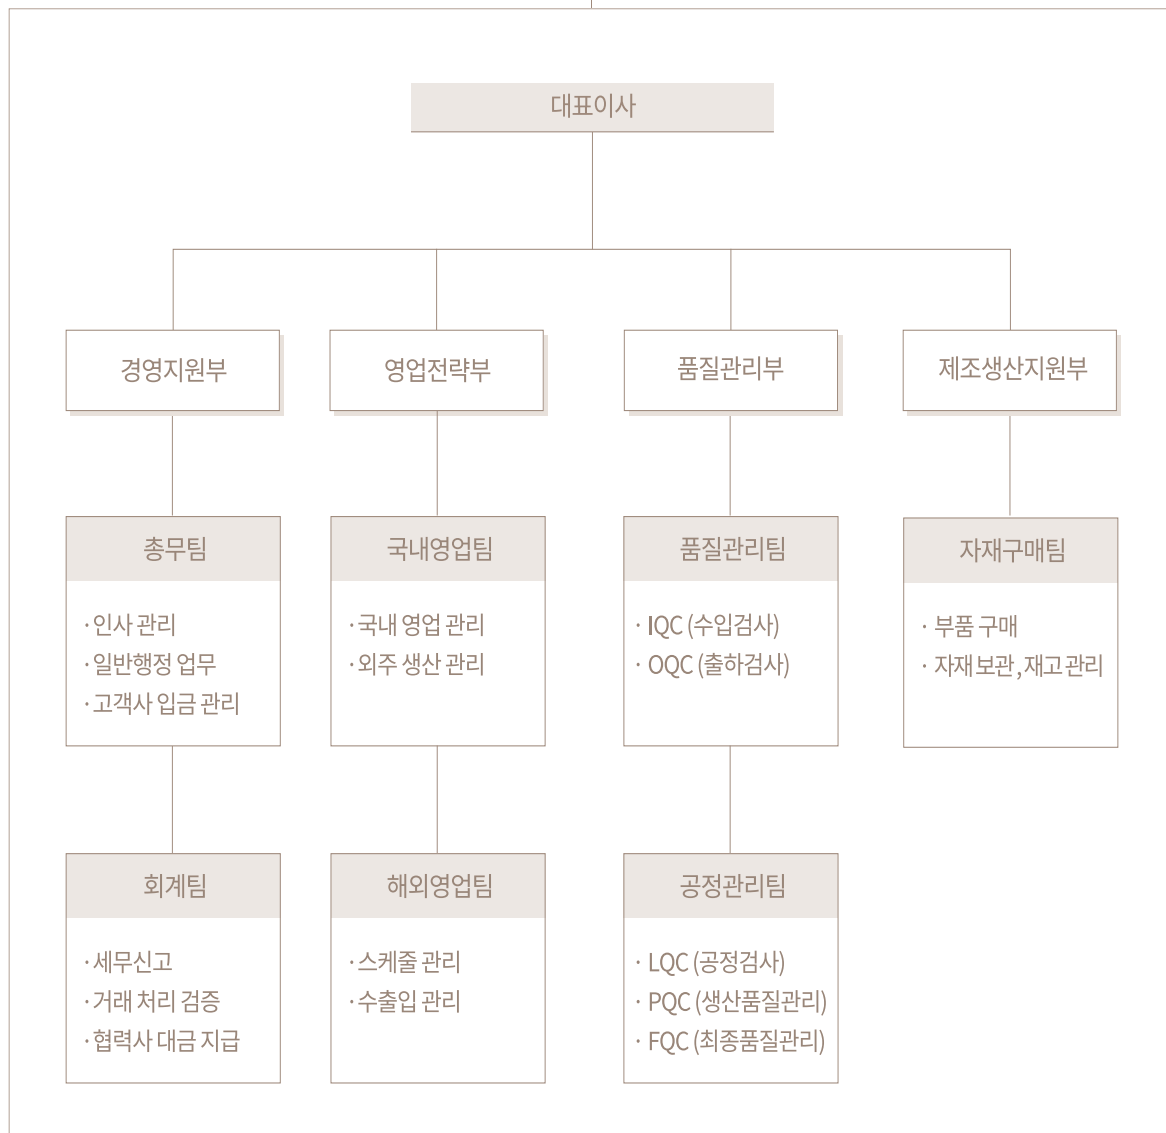 대표이사
경영지원부
영업전략부
품질관리부
제조생산지원부
총무팀
·인사 관리
·일반행정 업무
·고객사 입금 관리
국내영업팀
·국내 영업 관리
·외주 생산 관리
품질관리팀
· IQC (수입검사)
· OQC (출하검사)
자재구매팀
· 부품 구매
· 자재보관, 재고 관리
회계팀
·세무신고
·거래 처리 검증
·협력사 대금 지급
해외영업팀
·스케줄 관리
·수출입 관리
공정관리팀
· LQC (공정검사)
· PQC (생산품질관리)
· FQC (최종품질관리)